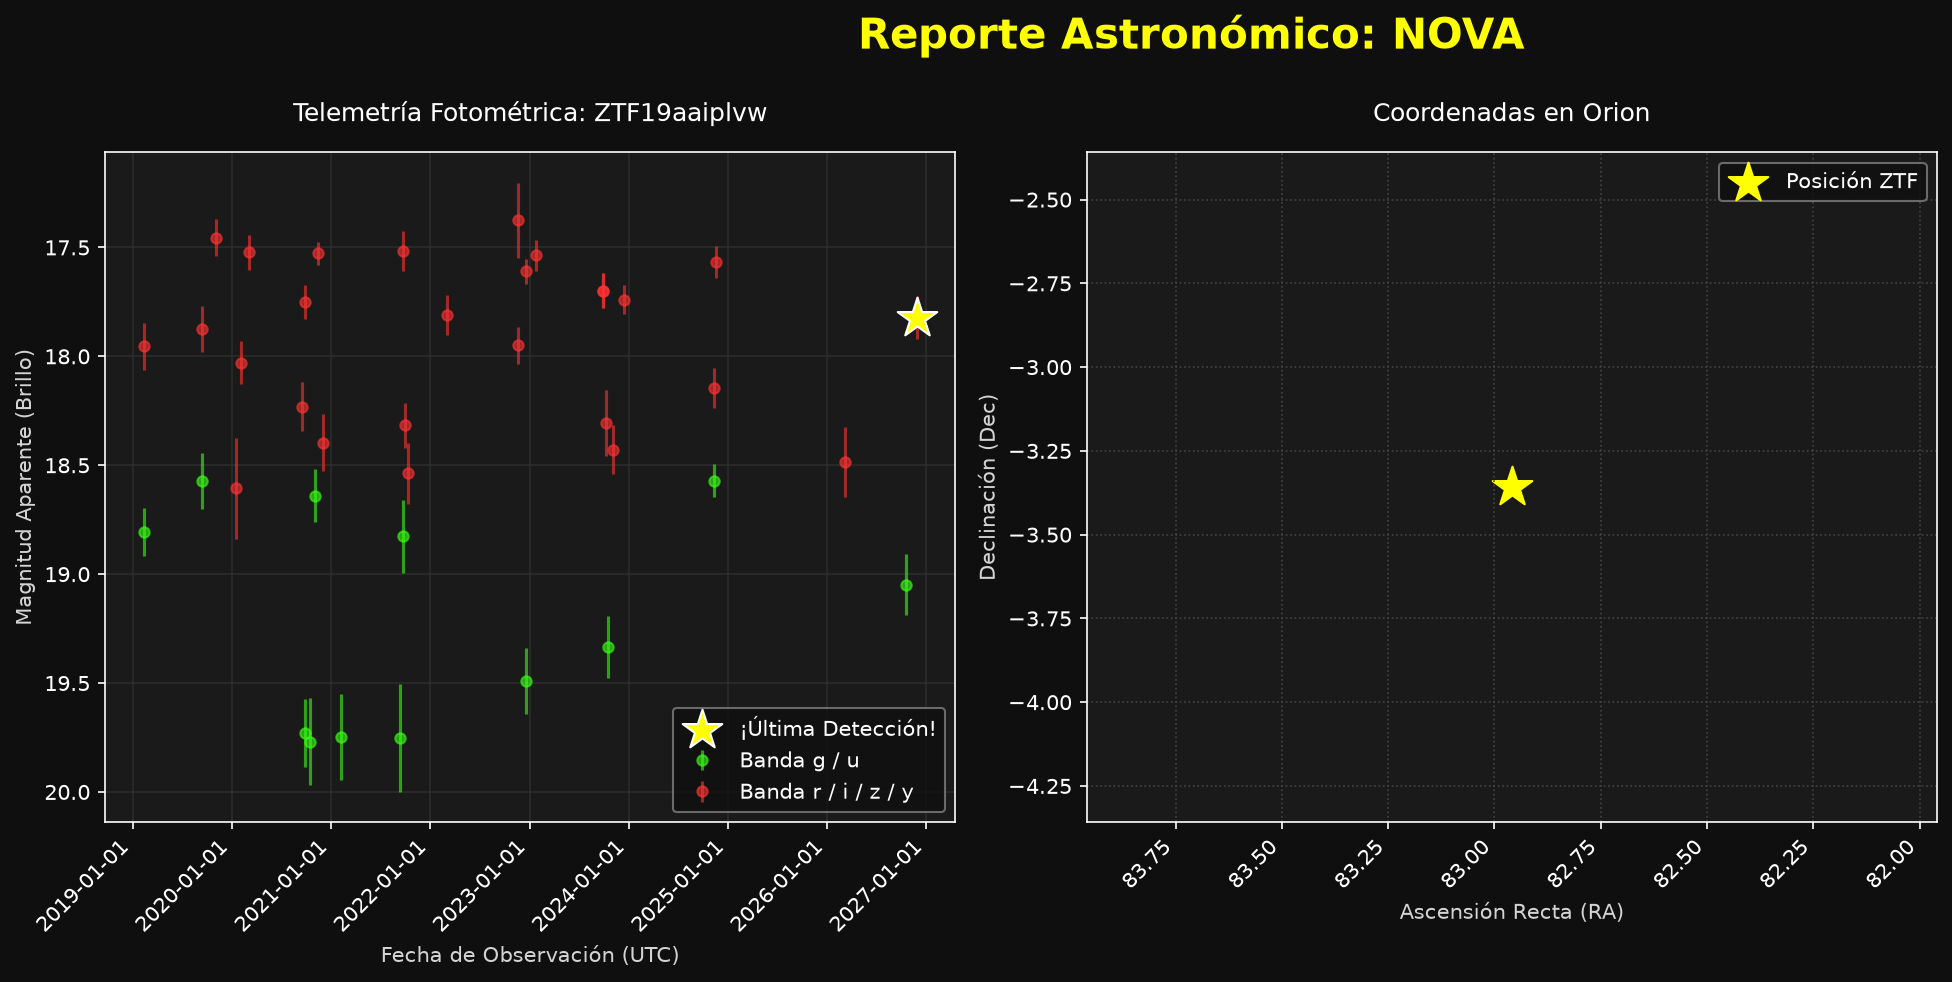 Reporte Astronómico: NOVA
Telemetría Fotométrica: ZTF19aaiplvw
Magnitud Aparente (Brillo)
17.5
18.0
18.5
19.0
19.5
20.0
¡Última Detección!
Banda g / u
Banda r / i / z / y
2019-01-01
2020-01-01
2021-01-01
2022-01-01
2023-01-01
2024-01-01
2025-01-01
2026-01-01
2027-01-01
Fecha de Observación (UTC)
Coordenadas en Orion
Posición ZTF
Declinación (Dec)
−2.50
−2.75
−3.00
−3.25
−3.50
−3.75
−4.00
−4.25
83.75
83.50
83.25
83.00
82.75
82.50
82.25
82.00
Ascensión Recta (RA)